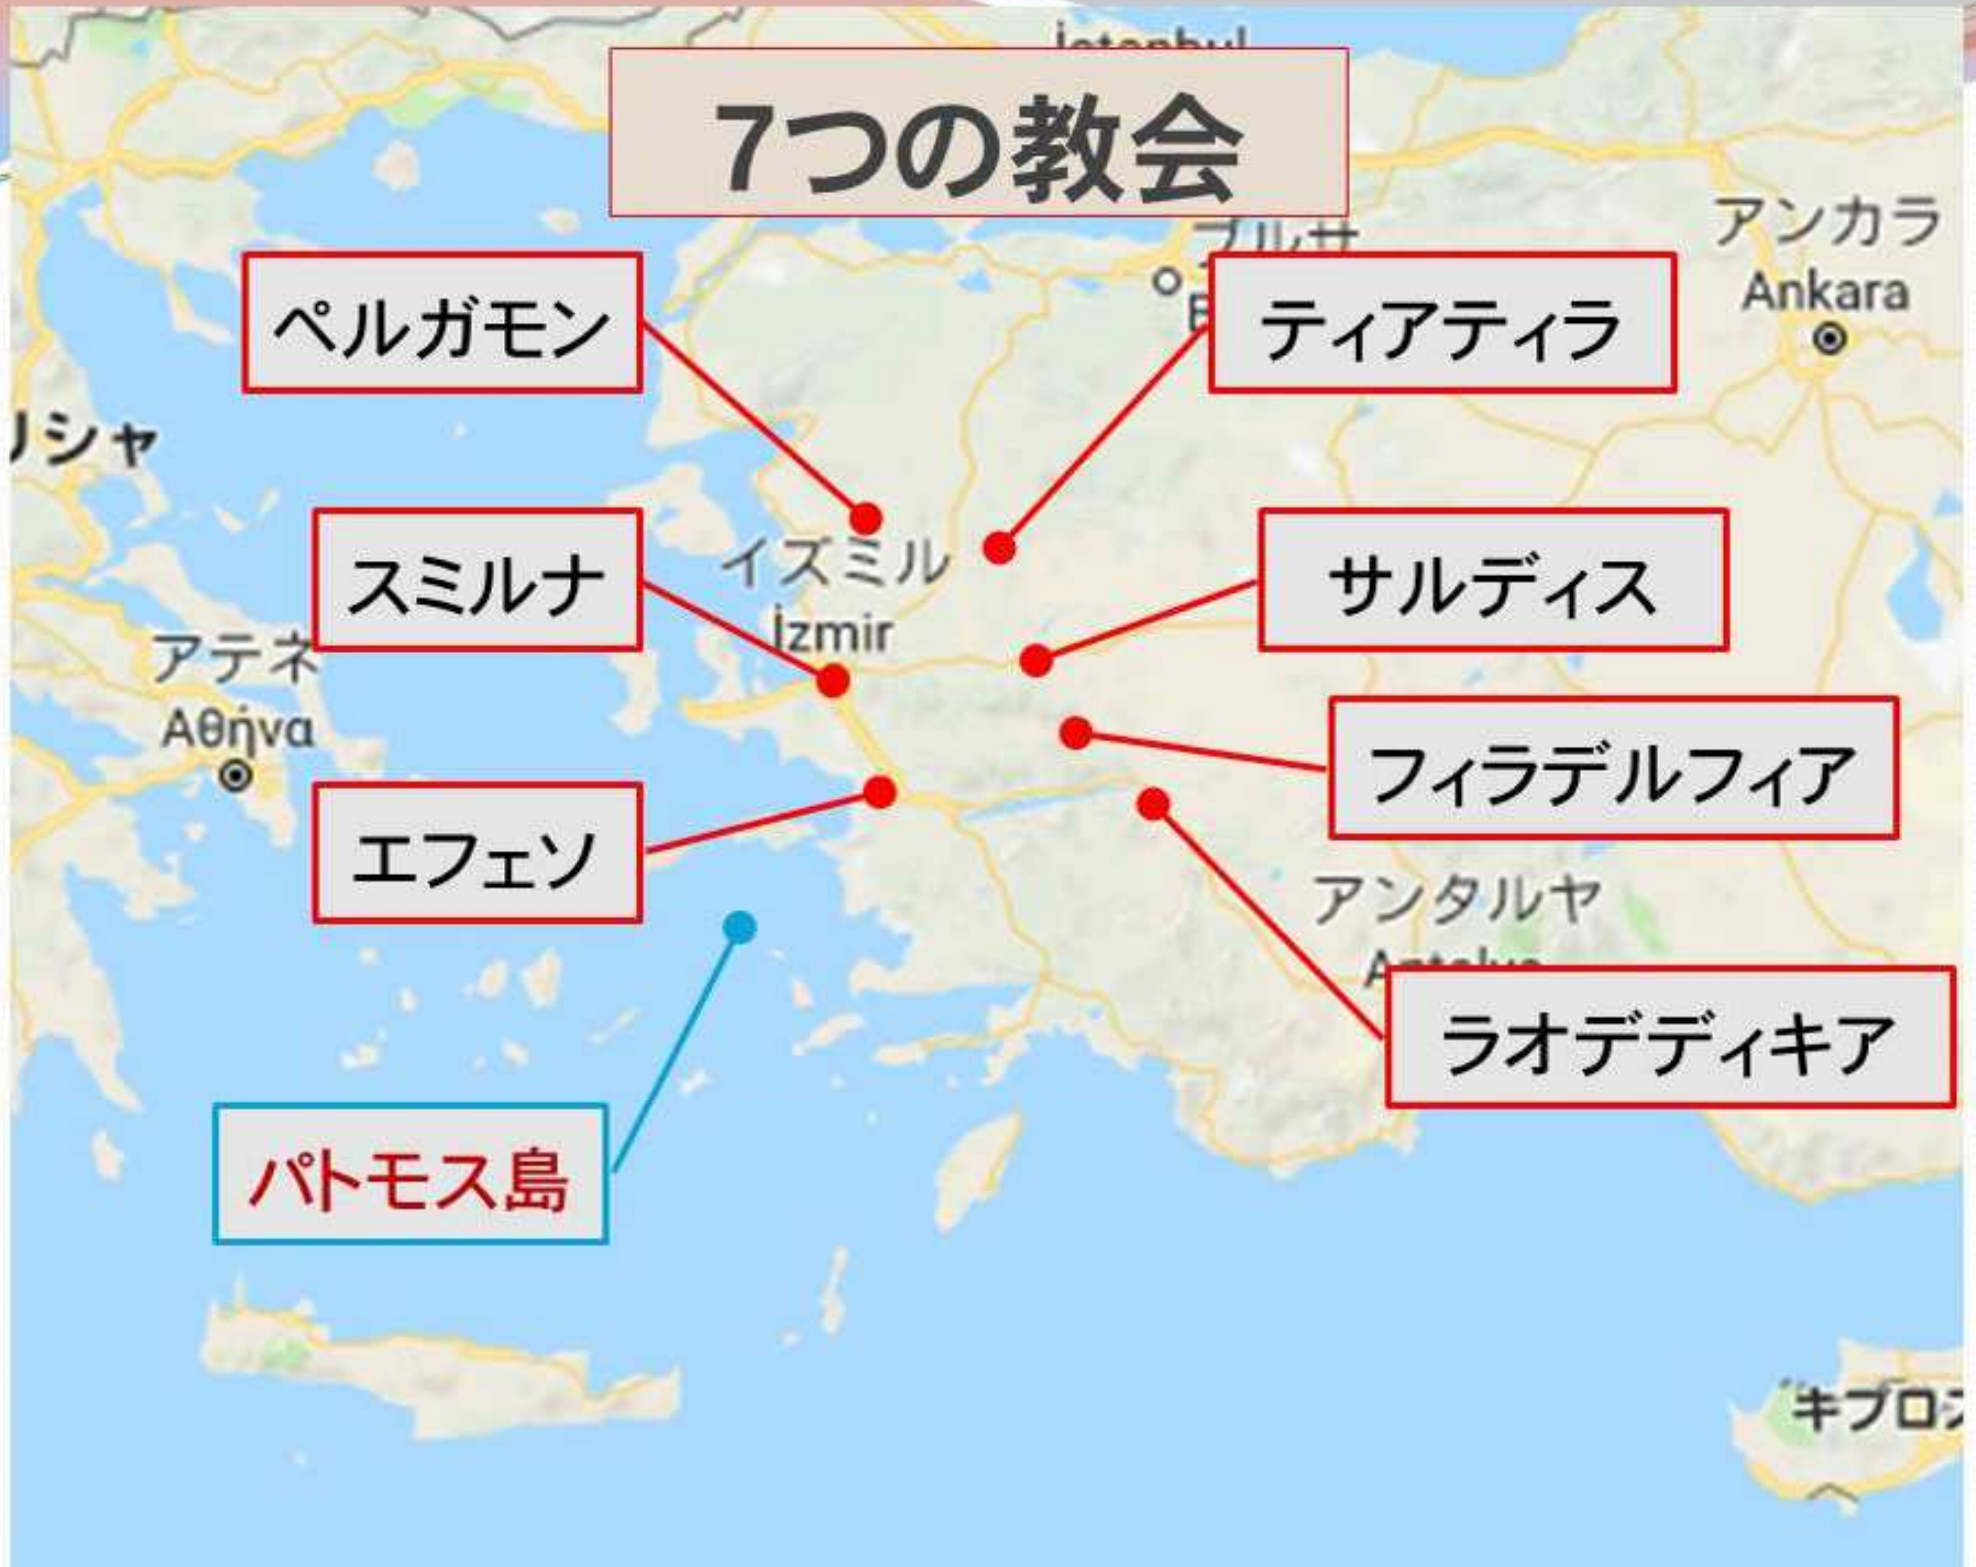 7つの教会
アンカラ
Ankara
ペルガモン
ティアティラ
リシャ
スミルナ
イズミル
İzmir
サルディス
アテネ
Αθήνα
フィラデルフィア
エフェソ
アンタルヤ
ラオデディキア
パトモス島
キプロ